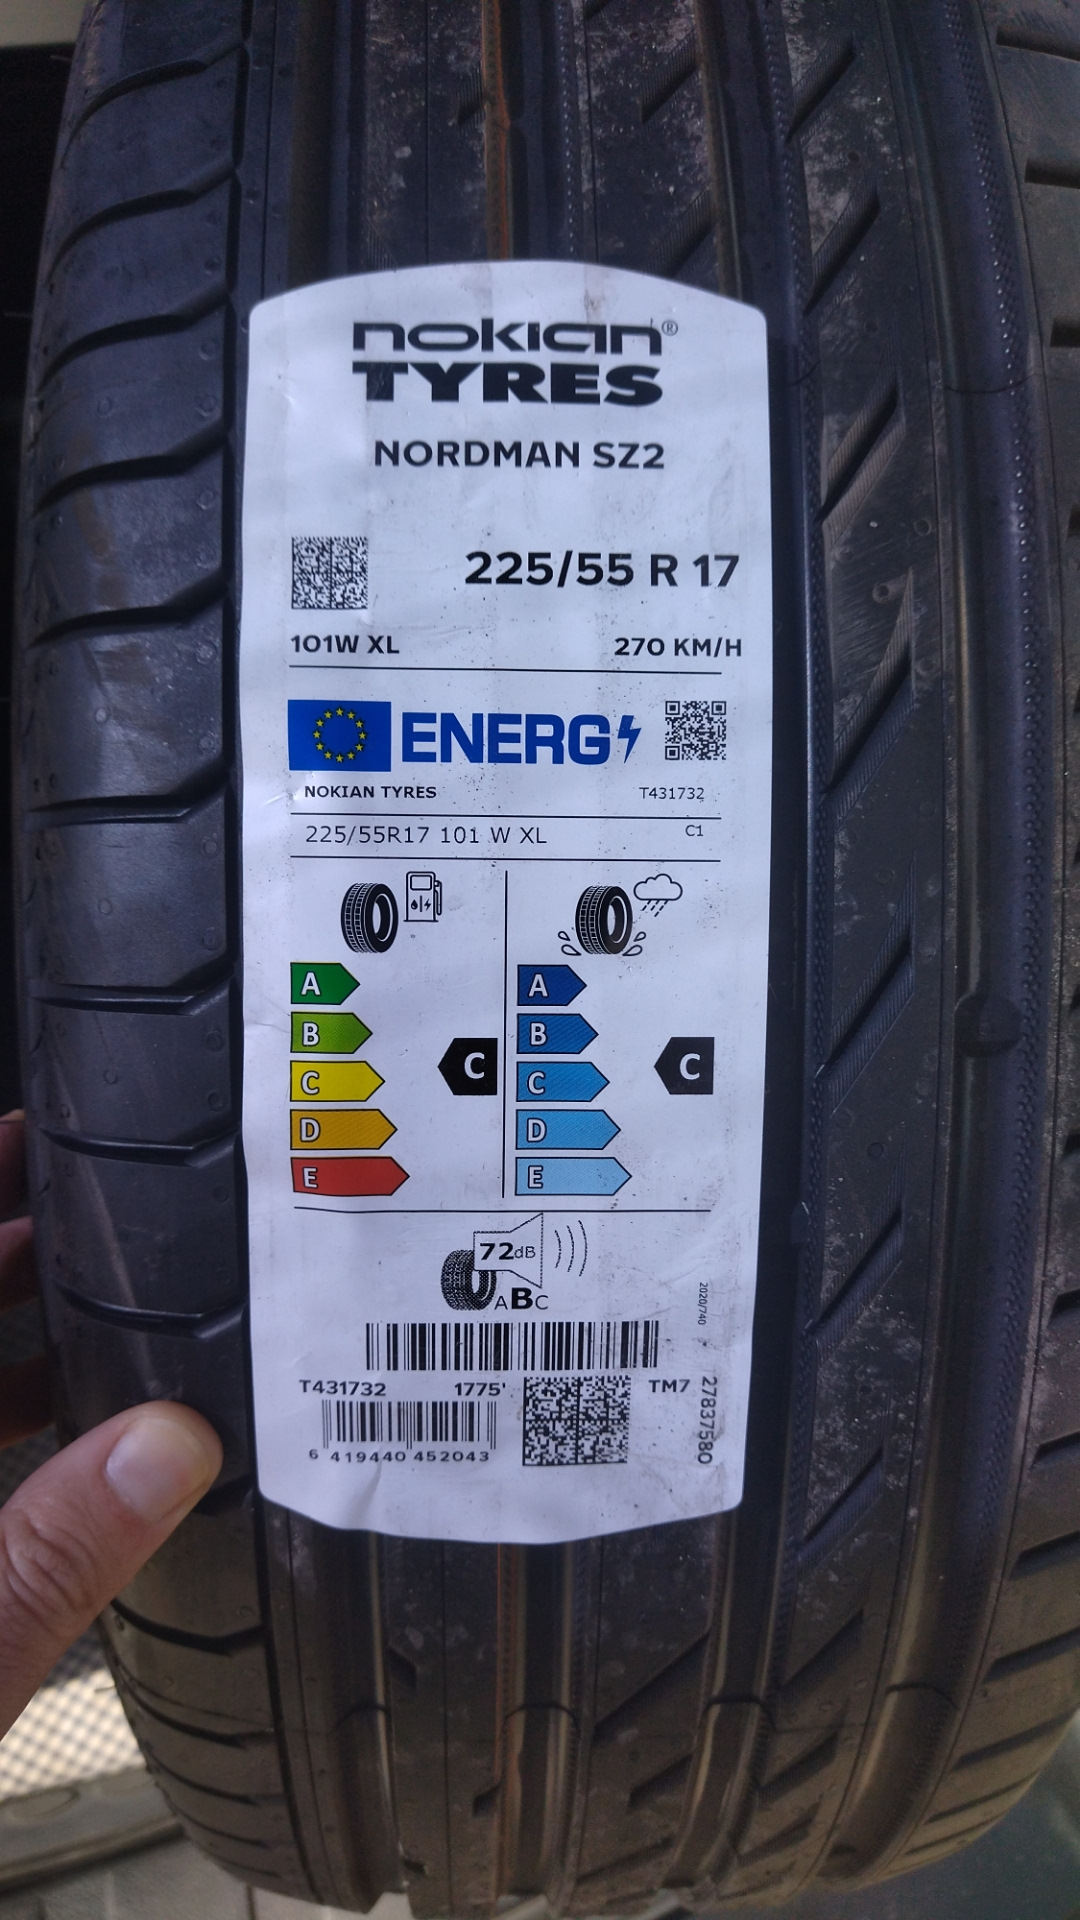 nokian®
TYRES
NORDMAN SZ2
225/55 R 17
101W XL 270 KM/H
ENERG
NOKIAN TYRES T431732
225/55R17 101 W XL C1
A A
B B
C C C C
D D
E E
72dB
ABC
2020/740
T431732 1775' TM7
27837580
6 419440 452043